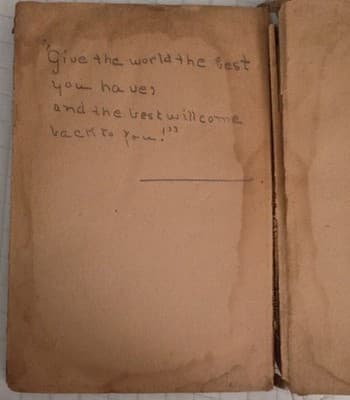 "Give the world the best
you have,
and the best will come
back to you!"